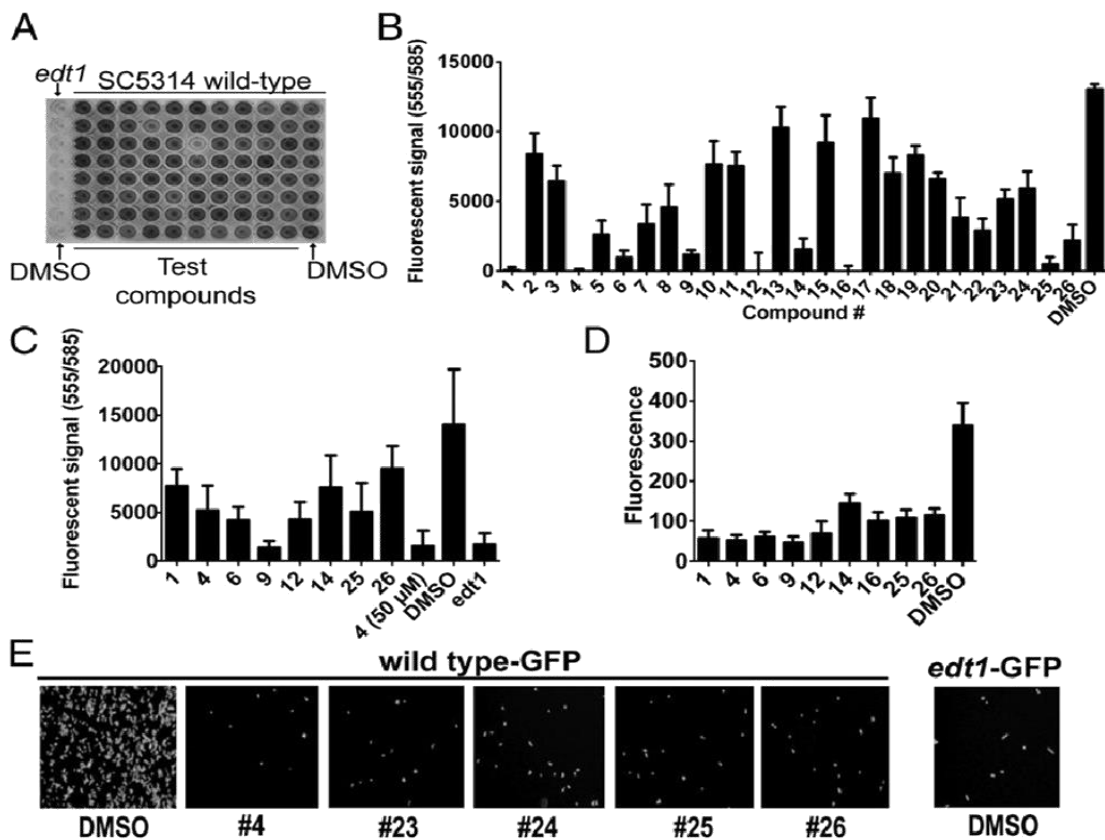 A
edt1
SC5314 wild-type
DMSO
Test
compounds
DMSO
B
Fluorescent signal (555/585)
15000
10000
5000
0
1 2 3 4 5 6 7 8 9 10 11 12 13 14 15 16 17 18 19 20 21 22 23 24 25 26 DMSO
Compound #
C
Fluorescent signal (555/585)
20000
15000
10000
5000
0
1 4 6 9 12 14 25 26 4 (50 µM) DMSO edt1
D
Fluorescence
500
400
300
200
100
0
1 4 6 9 12 14 16 25 26 DMSO
E
wild type-GFP
edt1-GFP
DMSO #4 #23 #24 #25 #26 DMSO